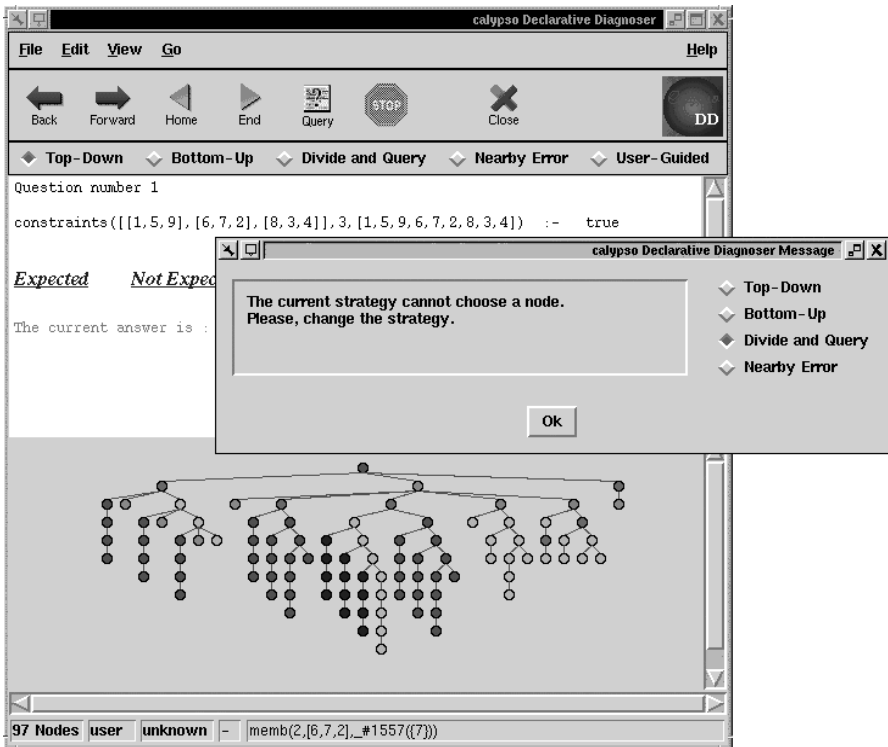 calypso Declarative Diagnoser
File Edit View Go Help
Back Forward Home End Query STOP Close DD
Top-Down Bottom-Up Divide and Query Nearby Error User-Guided
Question number 1
constraints([[1,5,9],[6,7,2],[8,3,4]],3,[1,5,9,6,7,2,8,3,4]) :- true
calypso Declarative Diagnoser Message
Expected Not Expec
The current answer is :
The current strategy cannot choose a node.
Please, change the strategy.
Top-Down
Bottom-Up
Divide and Query
Nearby Error
Ok
97 Nodes user unknown - memb(2,[6,7,2],_#1557({7}))